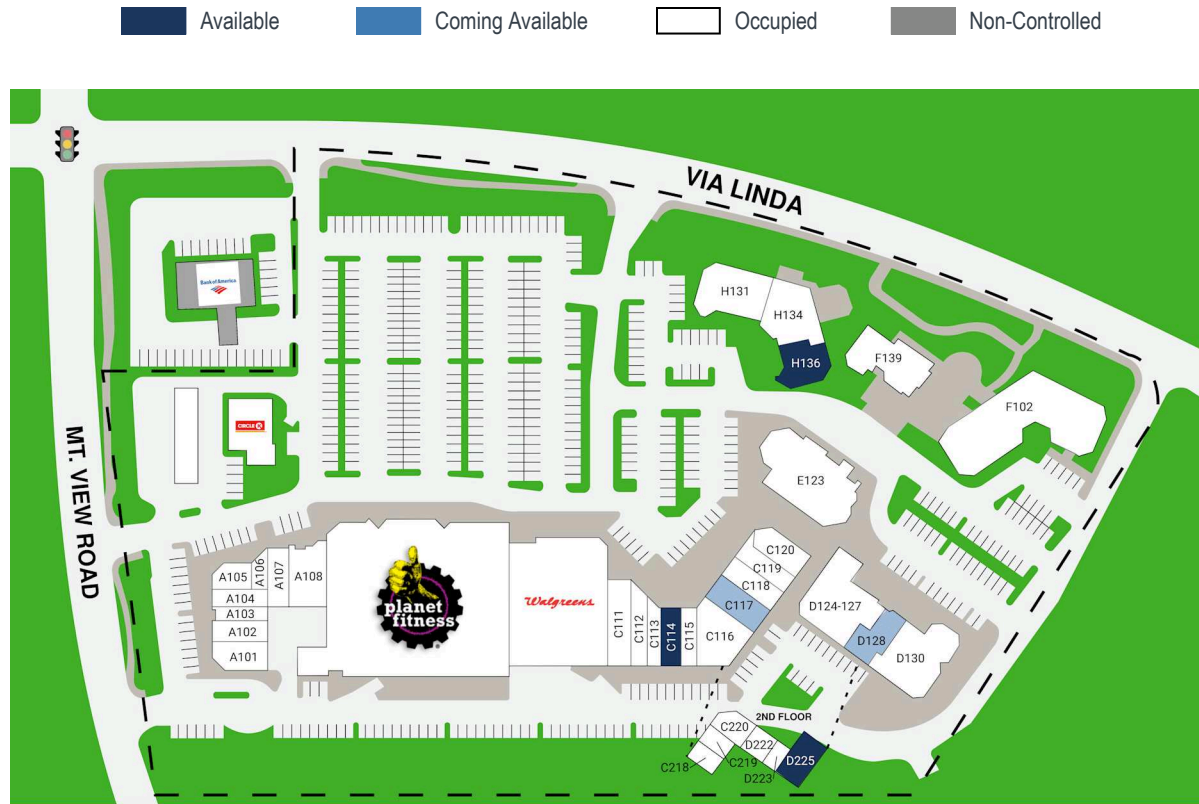 Available
Coming Available
Occupied
Non-Controlled
VIA LINDA
Bank of America
H131
H134
H136
F139
F102
CIRCLE K
MT. VIEW ROAD
E123
A105
A106
A107
A108
A104
A103
A102
A101
planet
fitness
Walgreens
C111
C112
C113
C114
C115
C116
C117
C118
C119
C120
D124-127
D128
D130
2ND FLOOR
C220
D222
C219
C218
D223
D225